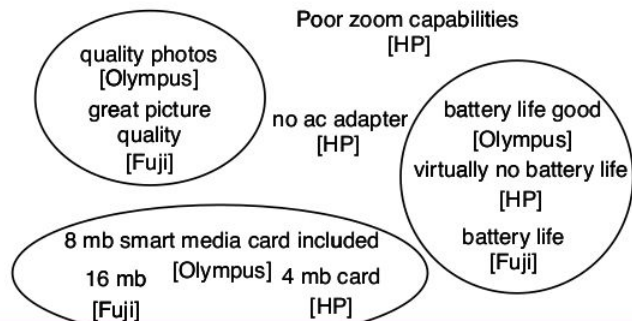 Poor zoom capabilities
[HP]
quality photos
[Olympus]
great picture
quality
[Fuji]
no ac adapter
[HP]
battery life good
[Olympus]
virtually no battery life
[HP]
battery life
[Fuji]
8 mb smart media card included
[Olympus]
16 mb
[Fuji]
4 mb card
[HP]